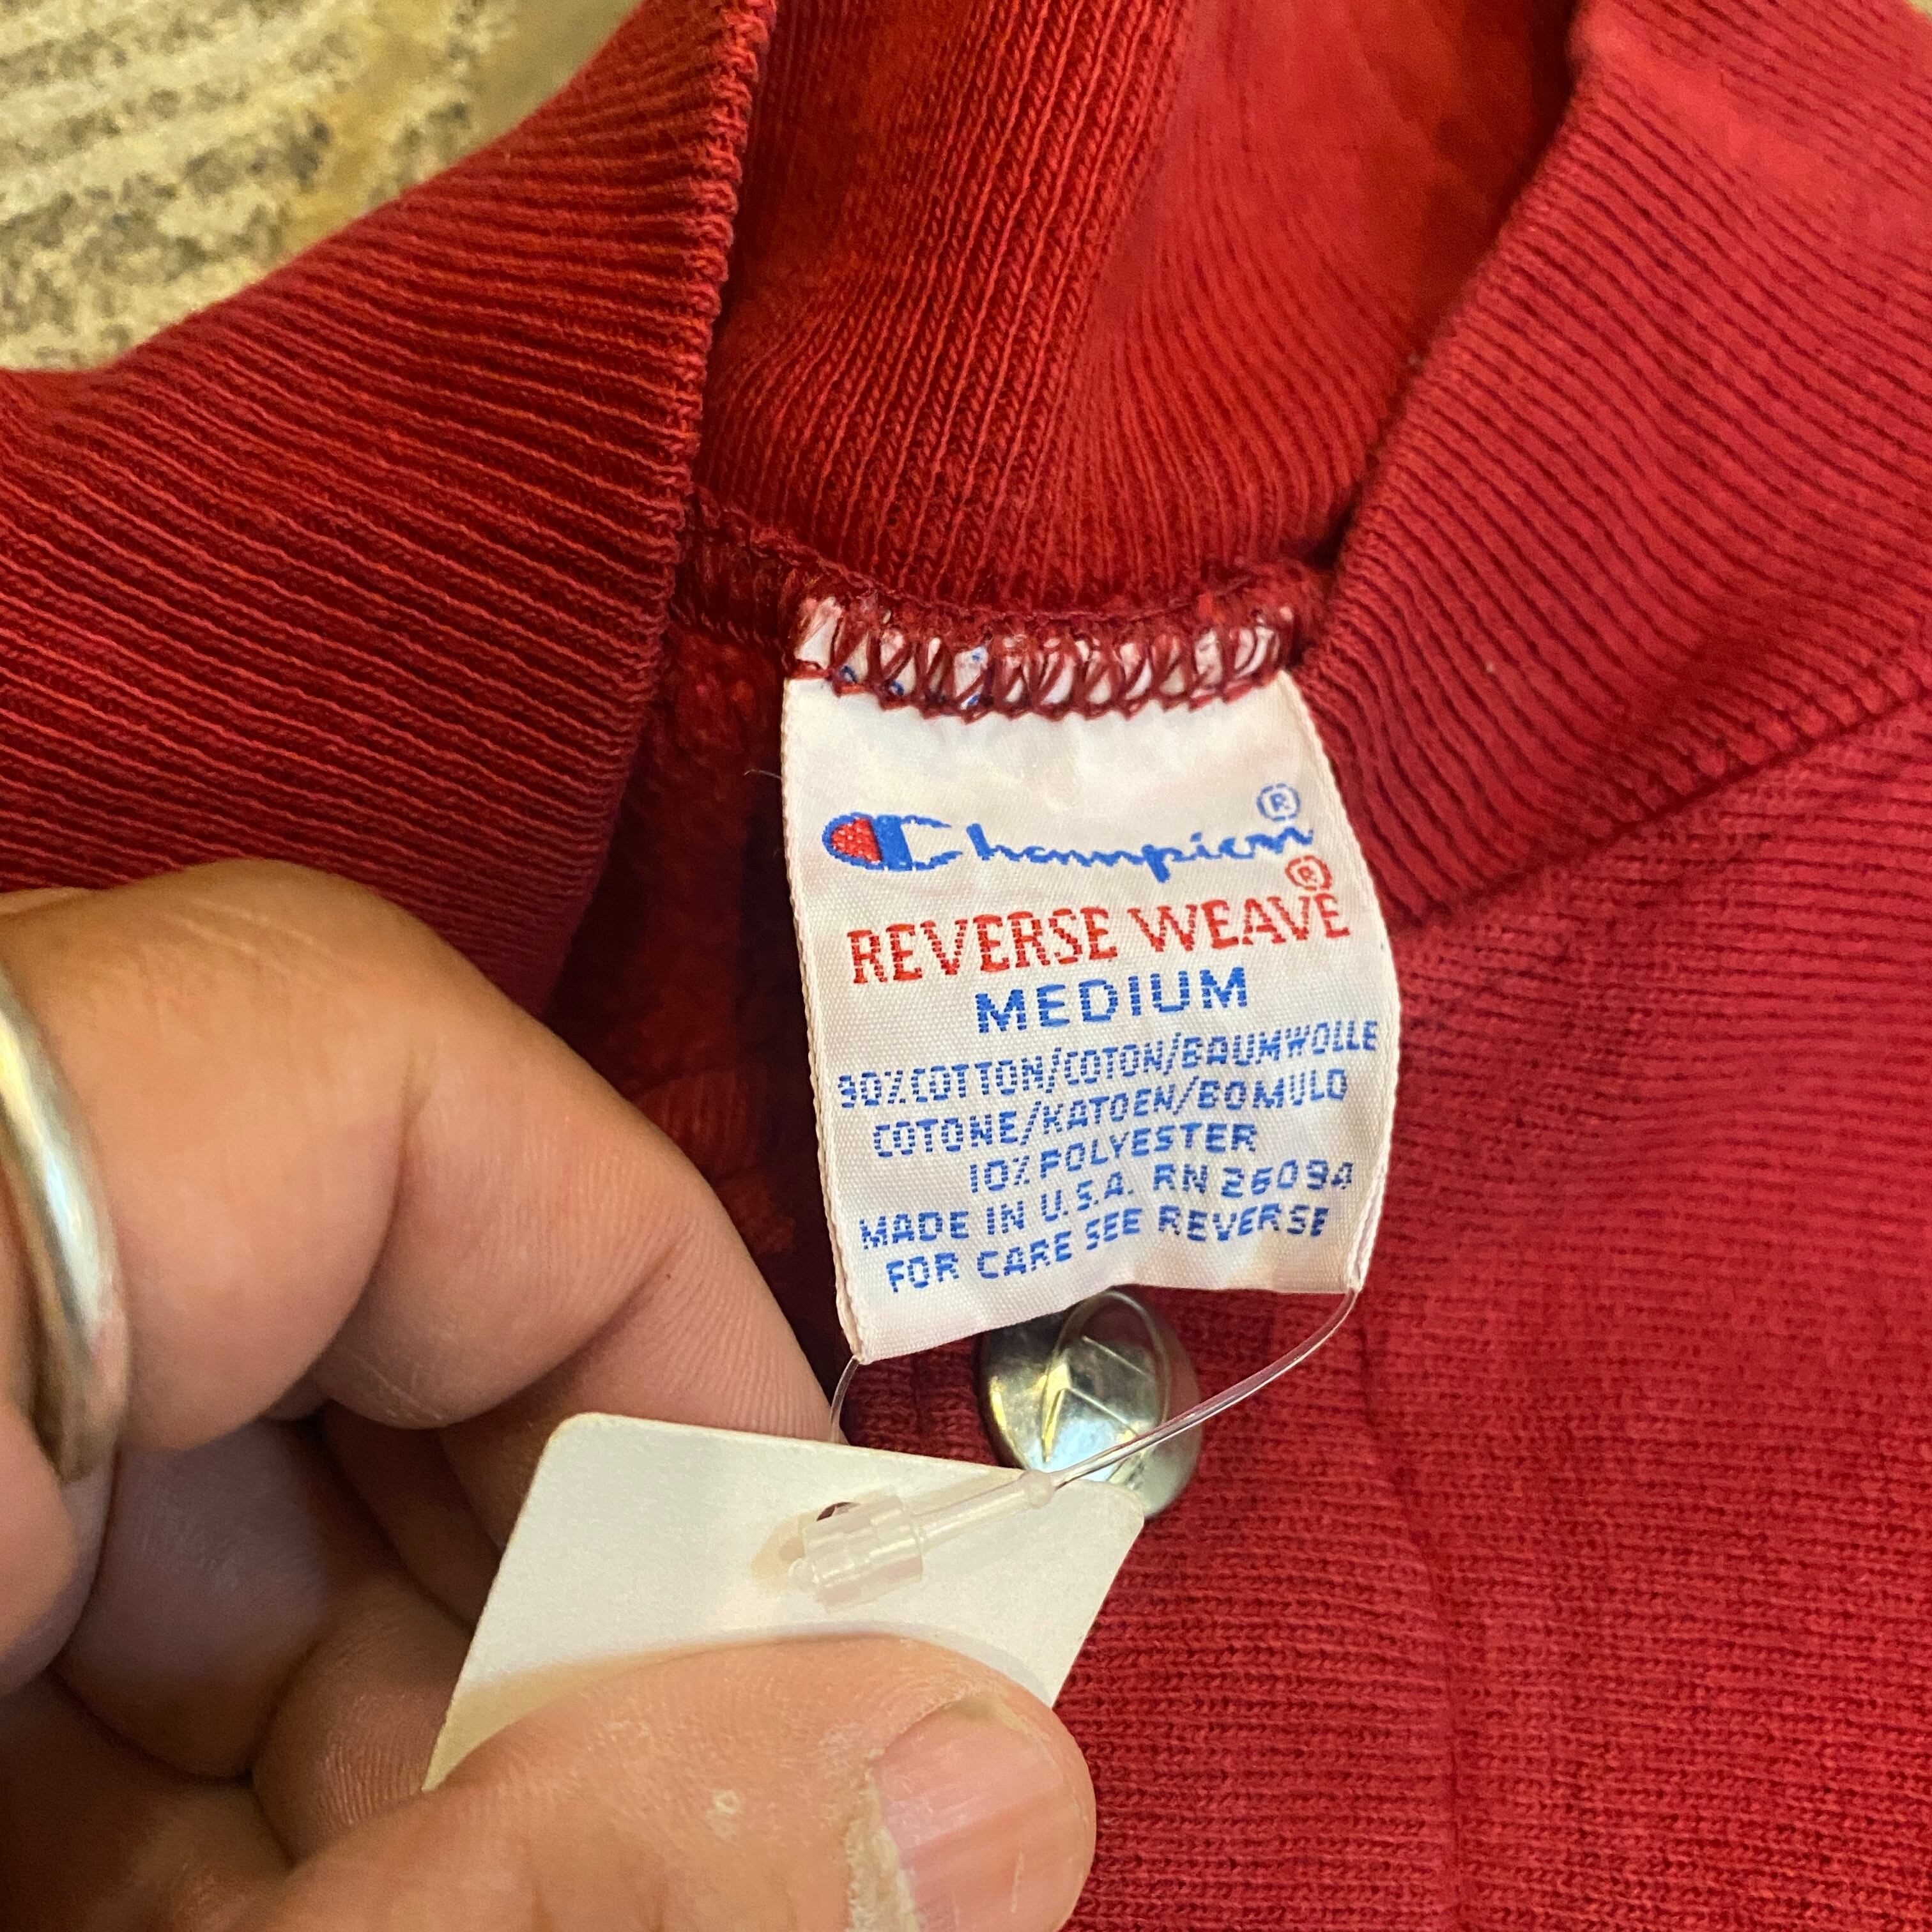 Champion®
REVERSE WEAVE®
MEDIUM
90%COTTON/COTON/BAUMWOLLE
COTONE/KATOEN/BOMULD
10%POLYESTER
MADE IN U.S.A. RN 26094
FOR CARE SEE REVERSE